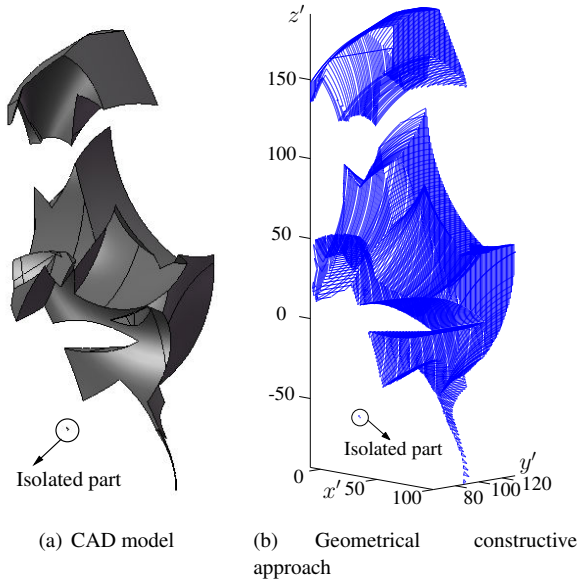 z′
150
100
50
0
-50
0
x′
50
100
80
100
120
y′
Isolated part
Isolated part
(a) CAD model
(b) Geometrical constructive
approach